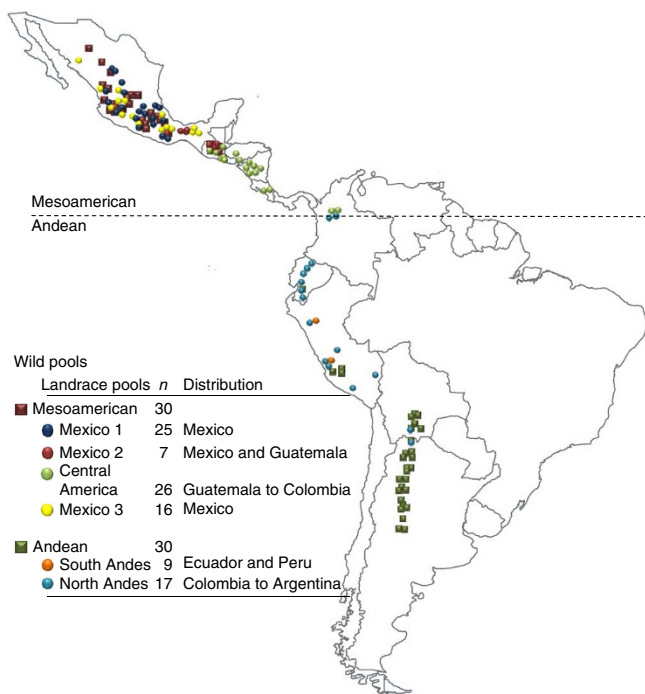 Mesoamerican
Andean
Wild pools
Landrace pools n Distribution
Mesoamerican 30
Mexico 1 25 Mexico
Mexico 2 7 Mexico and Guatemala
Central
America 26 Guatemala to Colombia
Mexico 3 16 Mexico
Andean 30
South Andes 9 Ecuador and Peru
North Andes 17 Colombia to Argentina